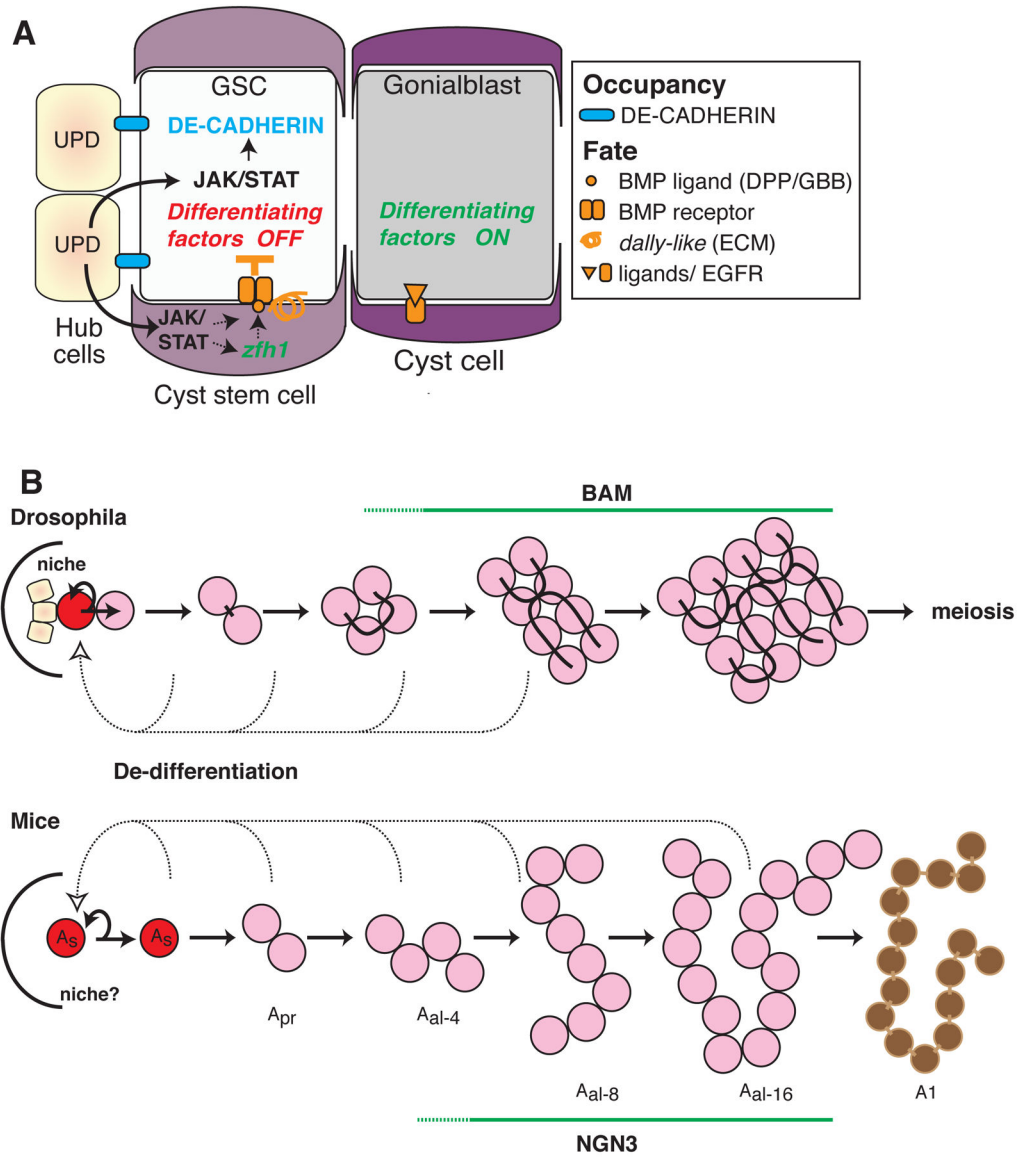 A
GSC
Gonialblast
UPD
DE-CADHERIN
JAK/STAT
Differentiating
factors OFF
Differentiating
factors ON
UPD
JAK/
STAT
zfh1
Hub
cells
Cyst stem cell
Cyst cell
Occupancy
DE-CADHERIN
Fate
BMP ligand (DPP/GBB)
BMP receptor
dally-like (ECM)
ligands/ EGFR
B
Drosophila
BAM
niche
meiosis
De-differentiation
Mice
As
As
niche?
Apr
Aal-4
Aal-8
Aal-16
A1
NGN3